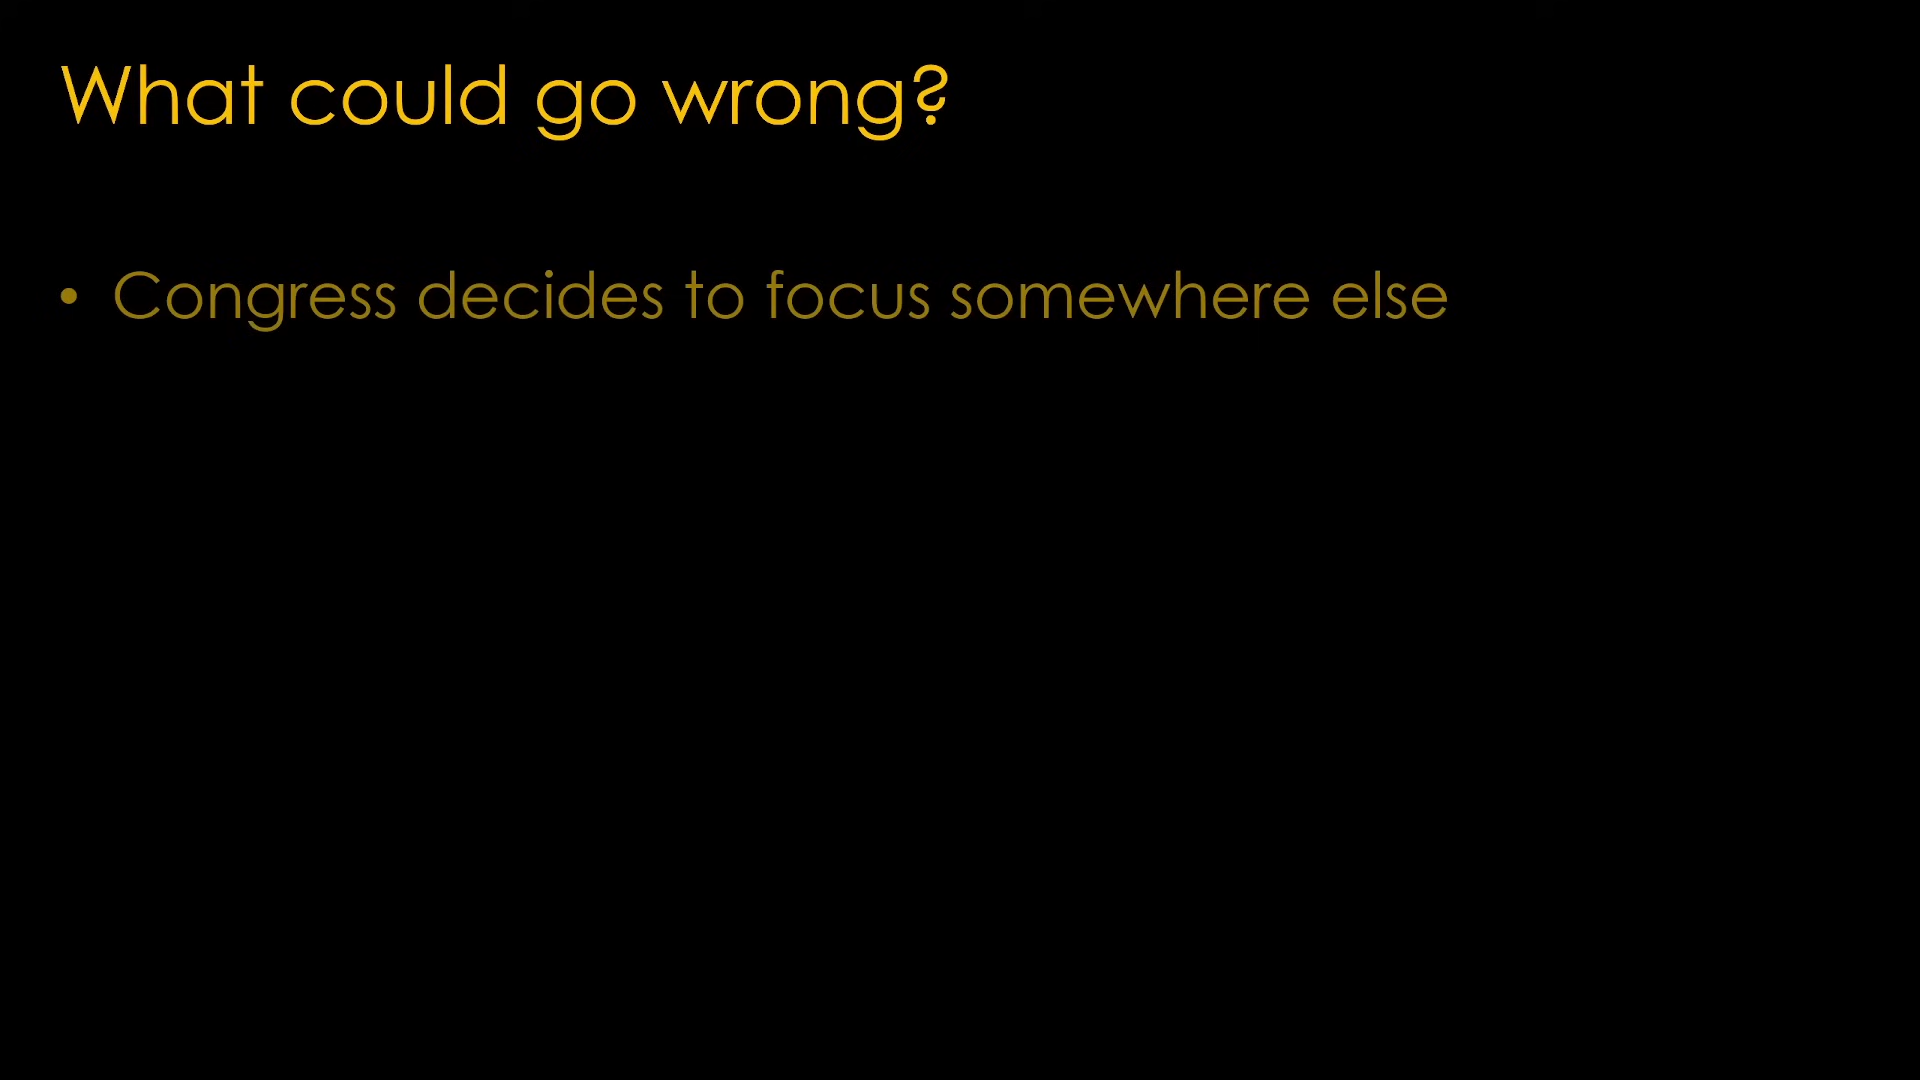 What could go wrong?
• Congress decides to focus somewhere else